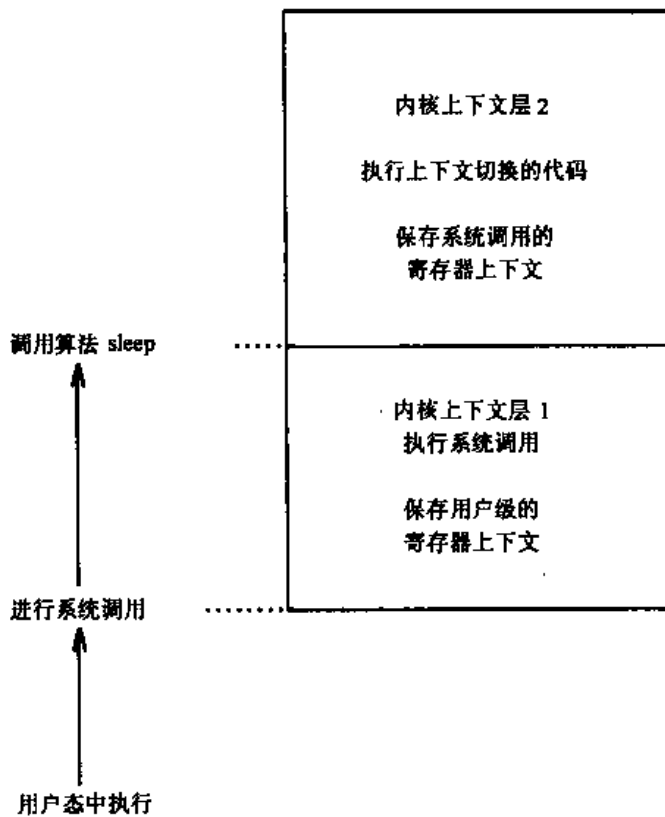 内核上下文层 2
执行上下文切换的代码
保存系统调用的
寄存器上下文
调用算法 sleep
内核上下文层 1
执行系统调用
保存用户级的
寄存器上下文
进行系统调用
用户态中执行